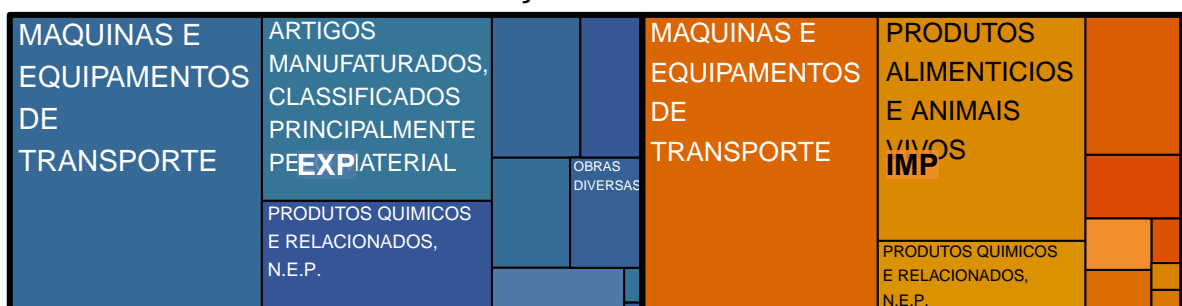 MAQUINAS E
EQUIPAMENTOS
DE
TRANSPORTE
ARTIGOS
MANUFATURADOS,
CLASSIFICADOS
PRINCIPALMENTE
EXP
PRODUTOS QUIMICOS
E RELACIONADOS,
N.E.P.
OBRAS
DIVERSAS
MAQUINAS E
EQUIPAMENTOS
DE
TRANSPORTE
PRODUTOS
ALIMENTICIOS
E ANIMAIS
VIVOS
IMP
PRODUTOS QUIMICOS
E RELACIONADOS,
N.E.P.